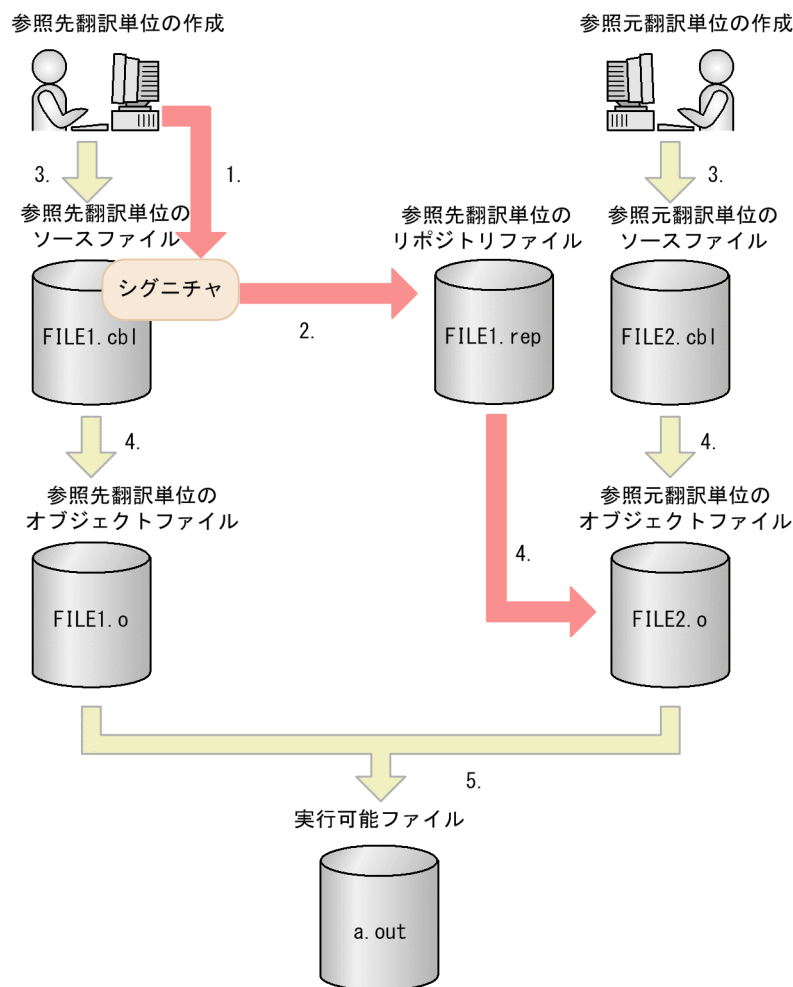 参照先翻訳単位の作成
参照元翻訳単位の作成
3.
1.
3.
参照先翻訳単位の
ソースファイル
参照先翻訳単位の
リポジトリファイル
参照元翻訳単位の
ソースファイル
シグニチャ
2.
FILE1.cbl
FILE1.rep
FILE2.cbl
4.
4.
参照先翻訳単位の
オブジェクトファイル
参照元翻訳単位の
オブジェクトファイル
4.
FILE1.o
FILE2.o
5.
実行可能ファイル
a.out